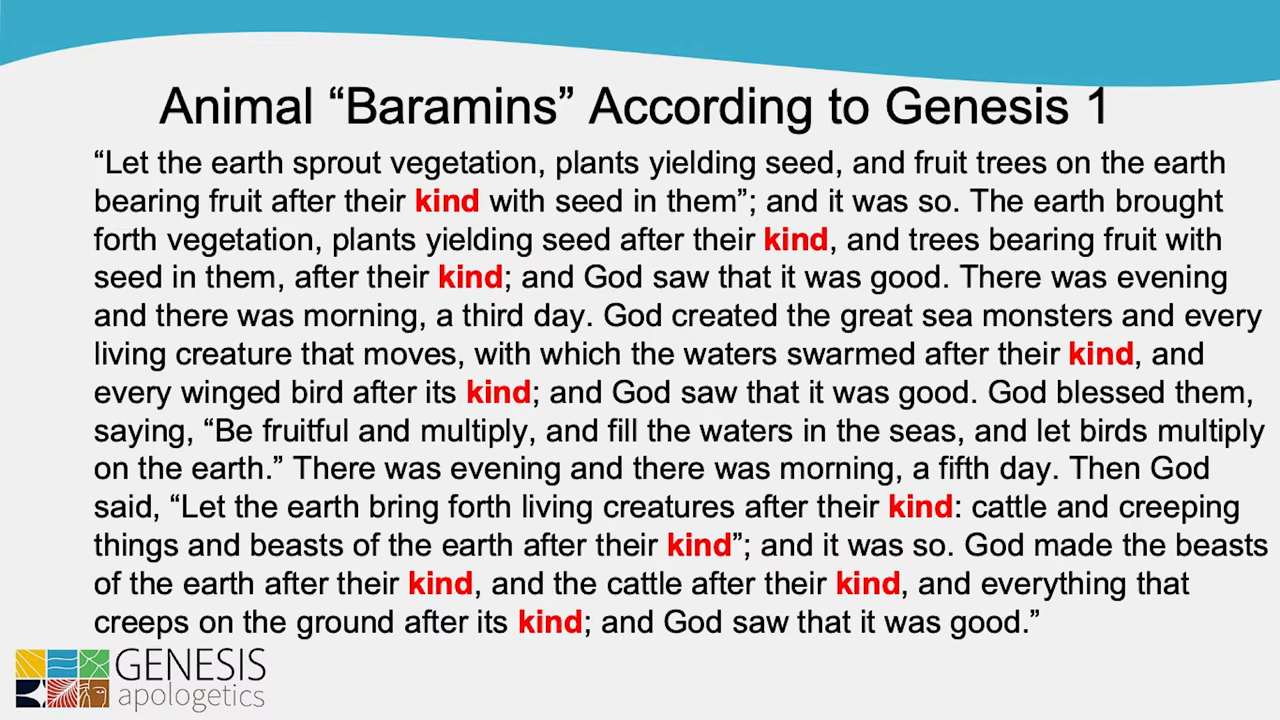 Animal “Baramins” According to Genesis 1
“Let the earth sprout vegetation, plants yielding seed, and fruit trees on the earth
bearing fruit after their kind with seed in them”; and it was so. The earth brought
forth vegetation, plants yielding seed after their kind, and trees bearing fruit with
seed in them, after their kind; and God saw that it was good. There was evening
and there was morning, a third day. God created the great sea monsters and every
living creature that moves, with which the waters swarmed after their kind, and
every winged bird after its kind; and God saw that it was good. God blessed them,
saying, “Be fruitful and multiply, and fill the waters in the seas, and let birds multiply
on the earth.” There was evening and there was morning, a fifth day. Then God
said, “Let the earth bring forth living creatures after their kind: cattle and creeping
things and beasts of the earth after their kind”; and it was so. God made the beasts
of the earth after their kind, and the cattle after their kind, and everything that
creeps on the ground after its kind; and God saw that it was good.”
GENESIS
apologetics